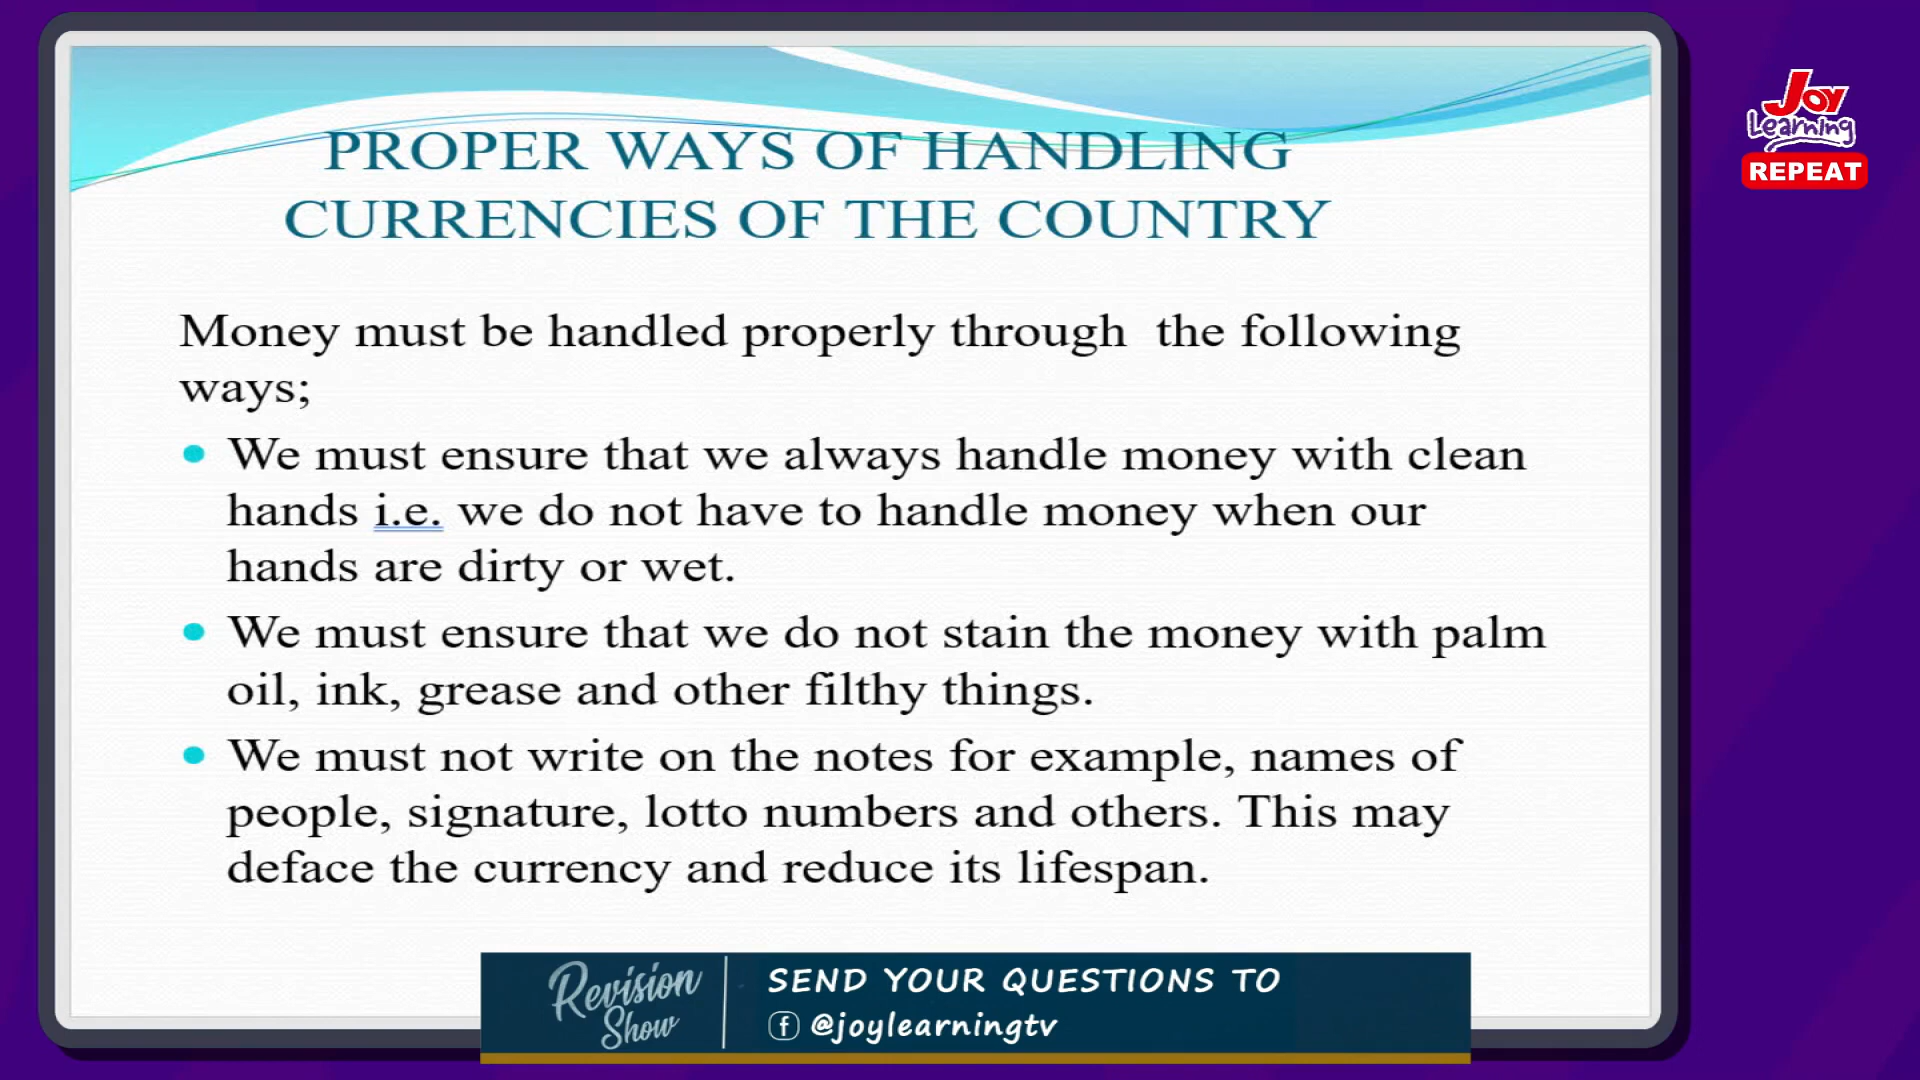 PROPER WAYS OF HANDLING
CURRENCIES OF THE COUNTRY
Money must be handled properly through the following
ways;
• We must ensure that we always handle money with clean
hands i.e. we do not have to handle money when our
hands are dirty or wet.
• We must ensure that we do not stain the money with palm
oil, ink, grease and other filthy things.
• We must not write on the notes for example, names of
people, signature, lotto numbers and others. This may
deface the currency and reduce its lifespan.
Joy
Learning
REPEAT
Revision
Show
SEND YOUR QUESTIONS TO
f @joylearningtv